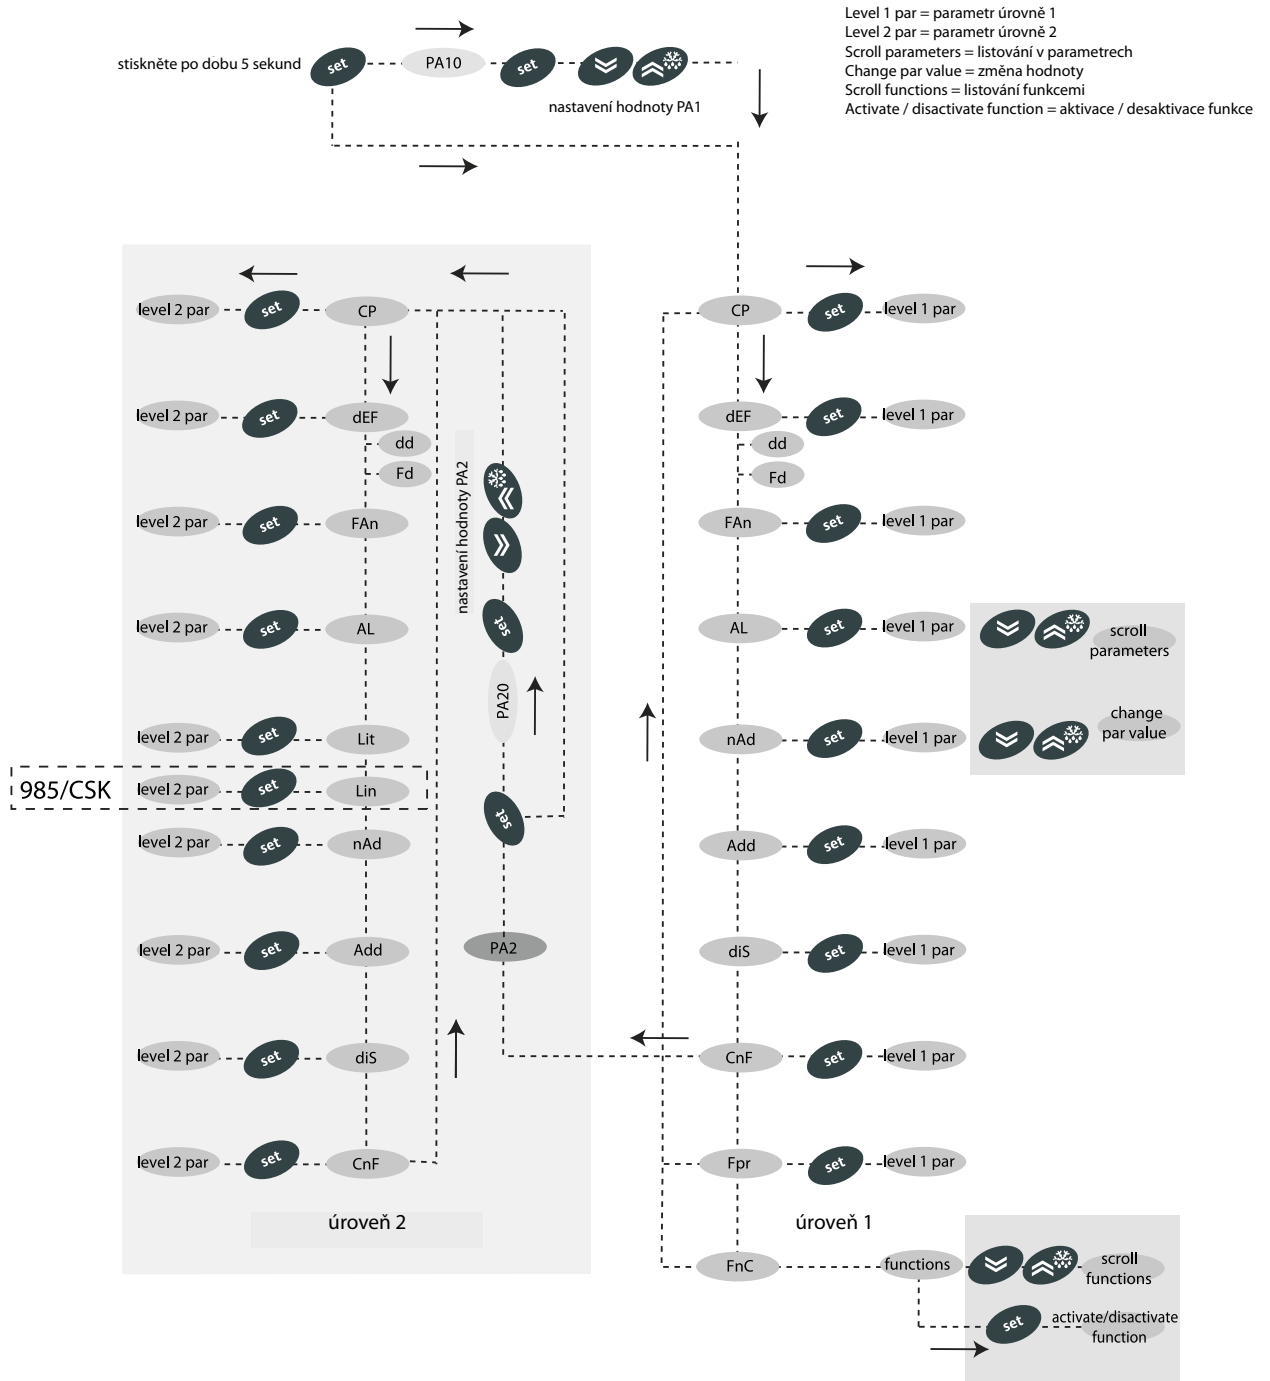 Level 1 par = parametr úrovně 1
Level 2 par = parametr úrovně 2
Scroll parameters = listování v parametrech
Change par value = změna hodnoty
Scroll functions = listování funkcemi
Activate / disactivate function = aktivace / desaktivace funkce
stiskněte po dobu 5 sekund
set
PA10
set
nastavení hodnoty PA1
level 2 par
set
CP
level 2 par
set
dEF
dd
Fd
level 2 par
set
FAn
level 2 par
set
AL
level 2 par
set
Lit
985/CSK
level 2 par
set
Lin
level 2 par
set
nAd
level 2 par
set
Add
level 2 par
set
diS
level 2 par
set
CnF
úroveň 2
nastavení hodnoty PA2
set
PA20
set
PA2
CP
set
level 1 par
dEF
set
level 1 par
dd
Fd
FAn
set
level 1 par
AL
set
level 1 par
scroll
parameters
nAd
set
level 1 par
change
par value
Add
set
level 1 par
diS
set
level 1 par
CnF
set
level 1 par
Fpr
set
level 1 par
úroveň 1
FnC
functions
scroll
functions
set
activate/disactivate
function